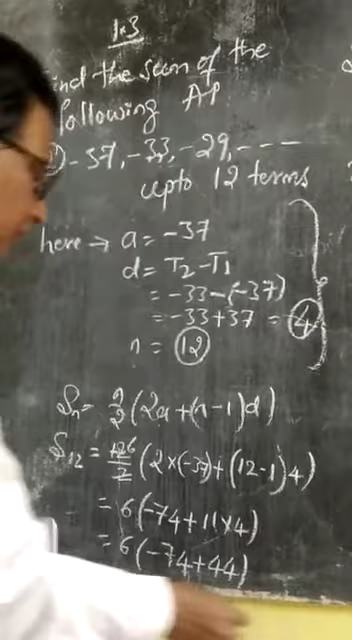 1×3
ind the sum of the
following AP
1) -37, -33, -29, ----
upto 12 terms
here → a = -37
d = T2 - T1
= -33 - (-37)
= -33 + 37 = 4
n = 12
Sn = n/2 (2a + (n-1)d)
S12 = 12 6/2 (2×(-37) + (12-1)4)
= 6(-74 + 11×4)
= 6(-74 + 44)